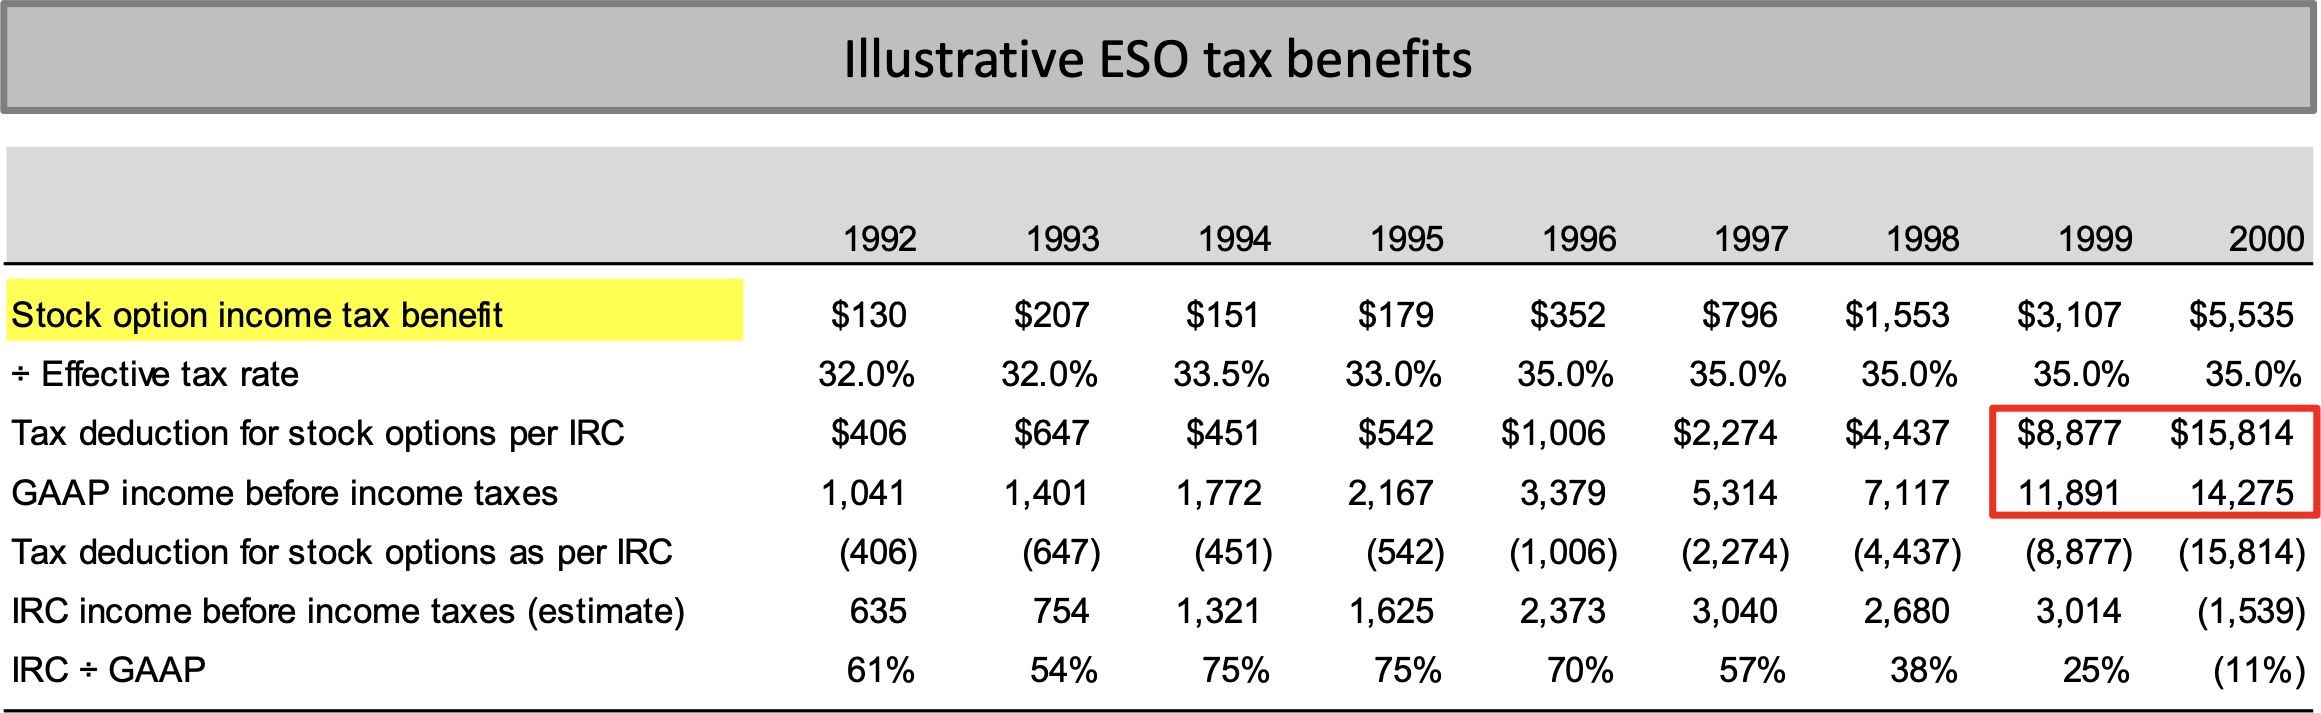 Illustrative ESO tax benefits
1992 1993 1994 1995 1996 1997 1998 1999 2000
Stock option income tax benefit $130 $207 $151 $179 $352 $796 $1,553 $3,107 $5,535
÷ Effective tax rate 32.0% 32.0% 33.5% 33.0% 35.0% 35.0% 35.0% 35.0% 35.0%
Tax deduction for stock options per IRC $406 $647 $451 $542 $1,006 $2,274 $4,437 $8,877 $15,814
GAAP income before income taxes 1,041 1,401 1,772 2,167 3,379 5,314 7,117 11,891 14,275
Tax deduction for stock options as per IRC (406) (647) (451) (542) (1,006) (2,274) (4,437) (8,877) (15,814)
IRC income before income taxes (estimate) 635 754 1,321 1,625 2,373 3,040 2,680 3,014 (1,539)
IRC ÷ GAAP 61% 54% 75% 75% 70% 57% 38% 25% (11%)